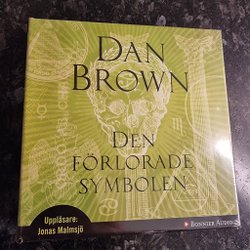 DAN
BROWN
DEN
FÖRLORADE
SYMBOLEN
Uppläsare:
Jonas Malmsjö
BONNIER AUDIO